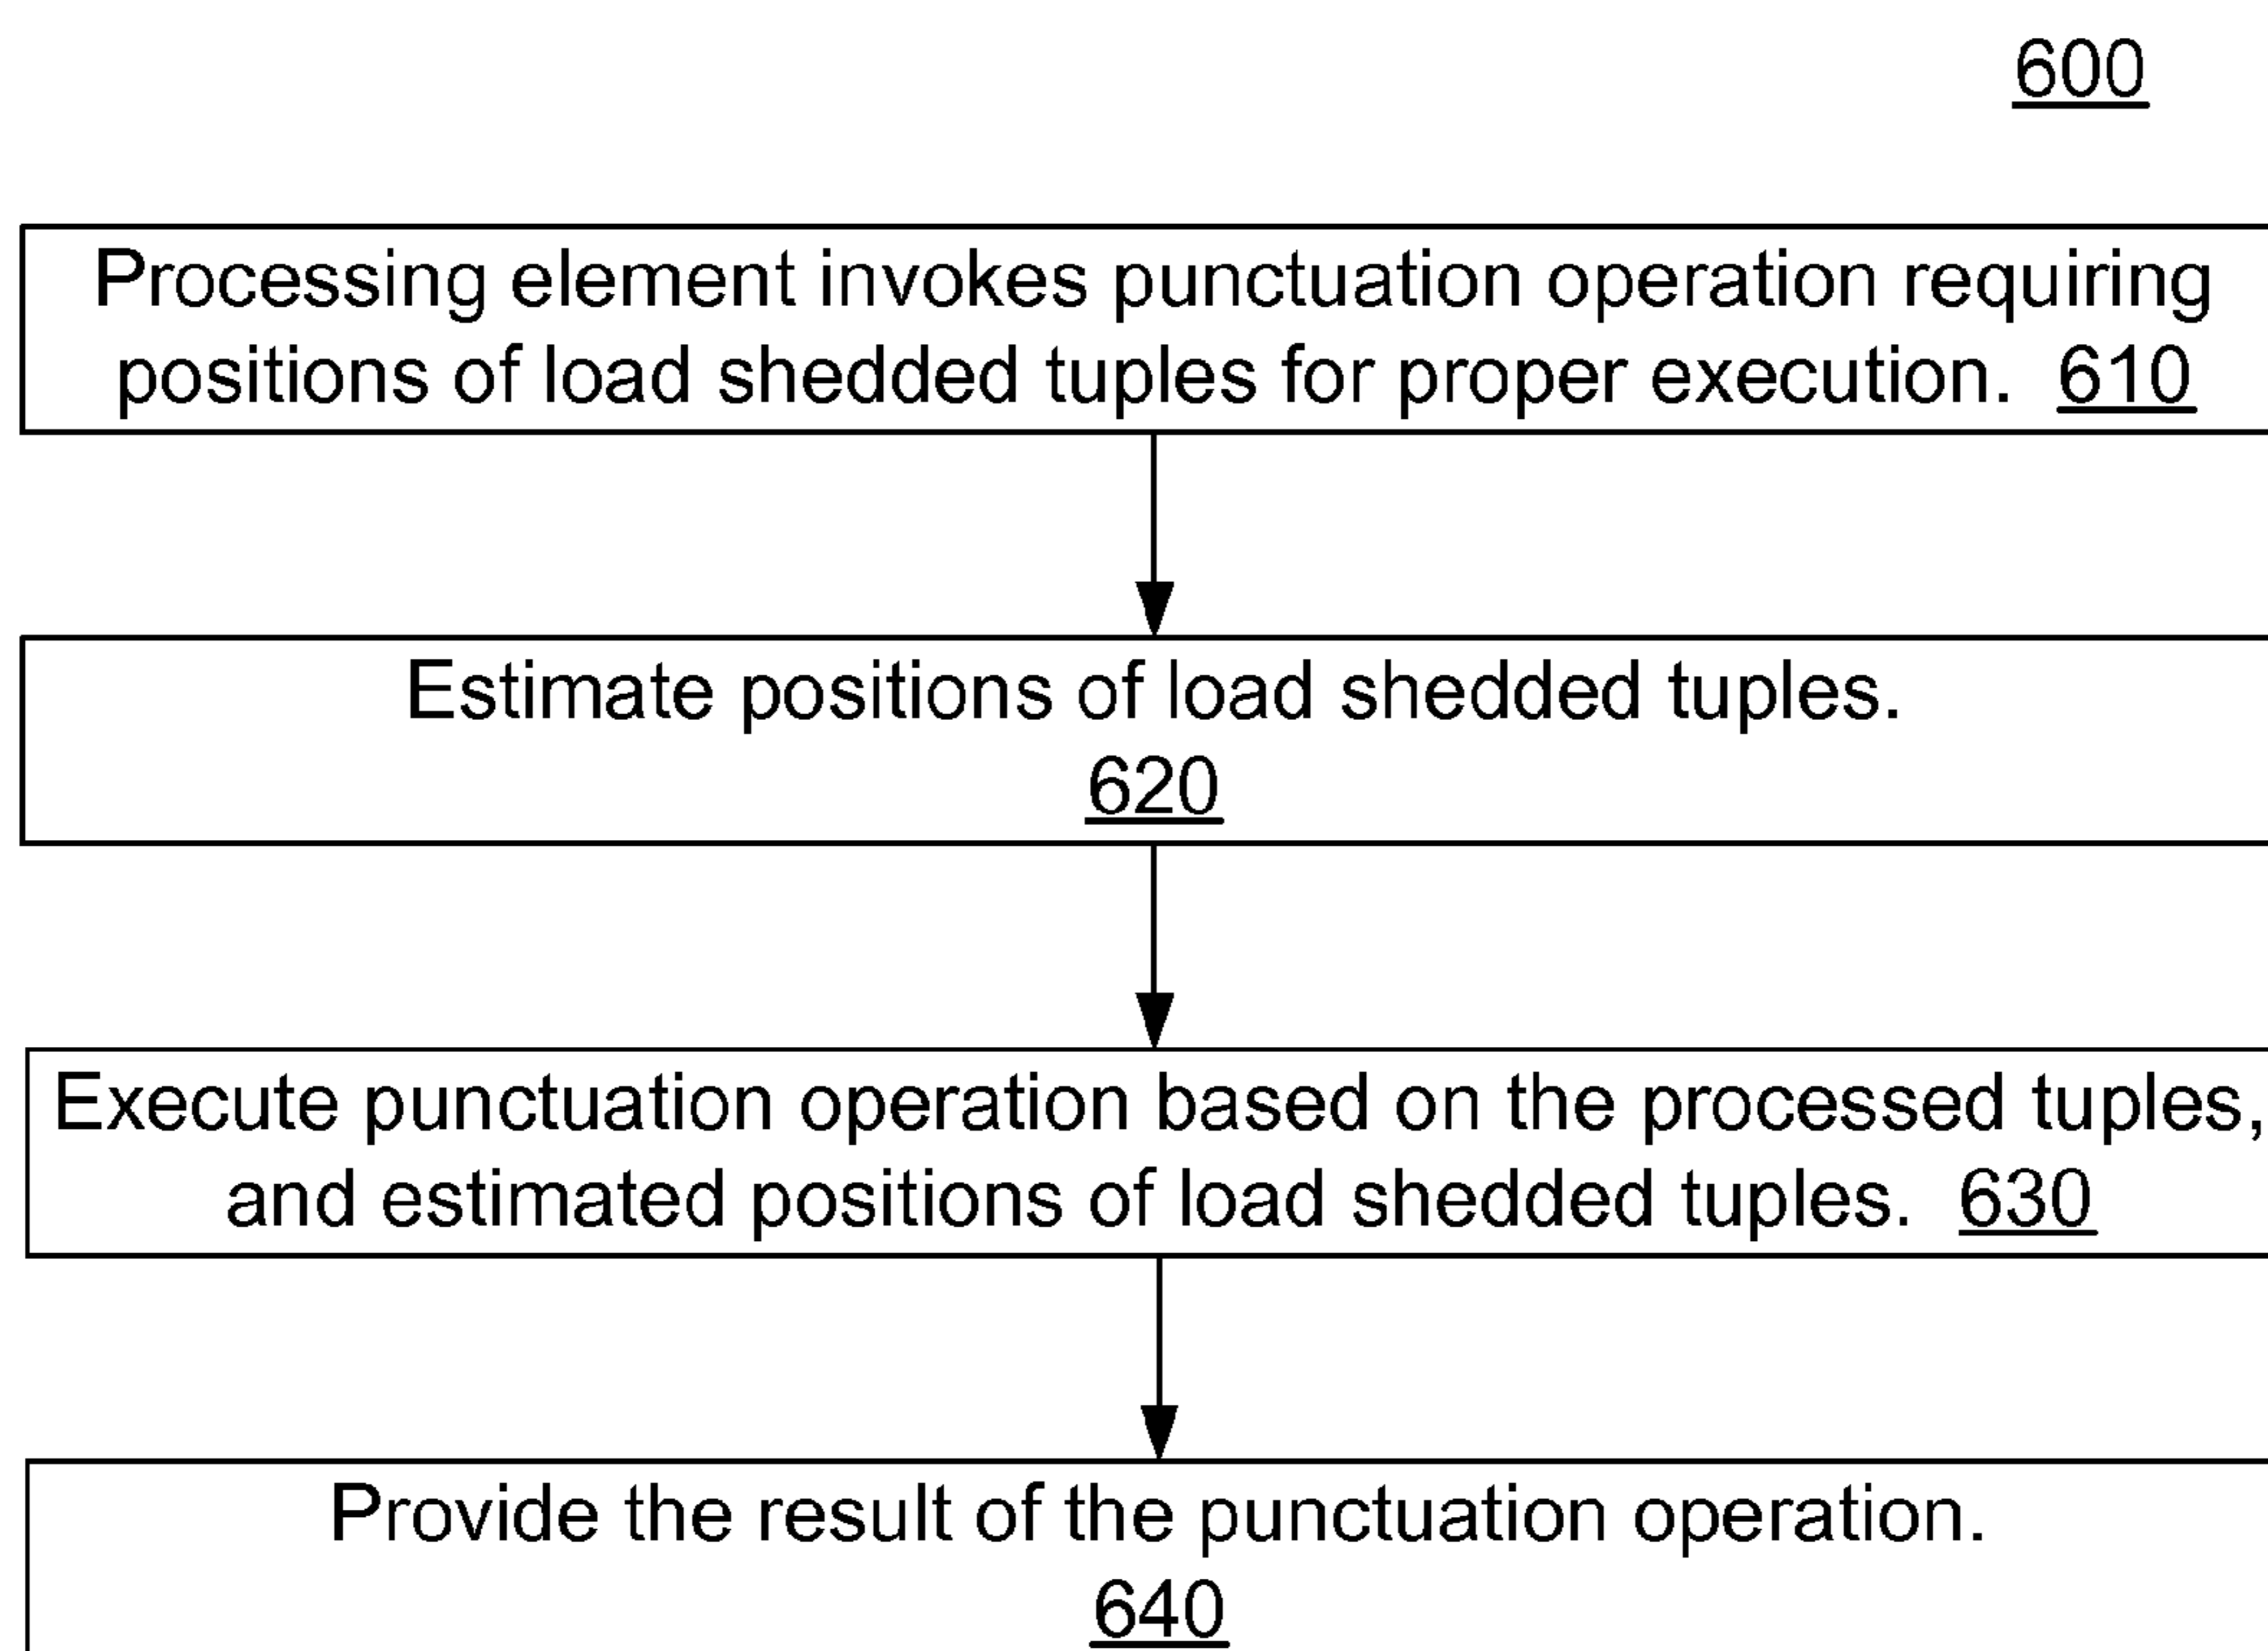 600
Processing element invokes punctuation operation requiring
positions of load shedded tuples for proper execution. 610
Estimate positions of load shedded tuples.
620
Execute punctuation operation based on the processed tuples,
and estimated positions of load shedded tuples. 630
Provide the result of the punctuation operation.
640